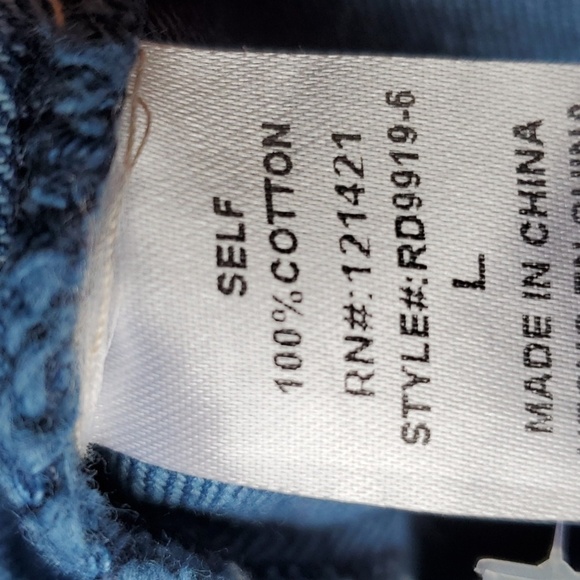 SELF
100%COTTON
RN#:121421
STYLE#:RD9919-6
L
MADE IN CHINA